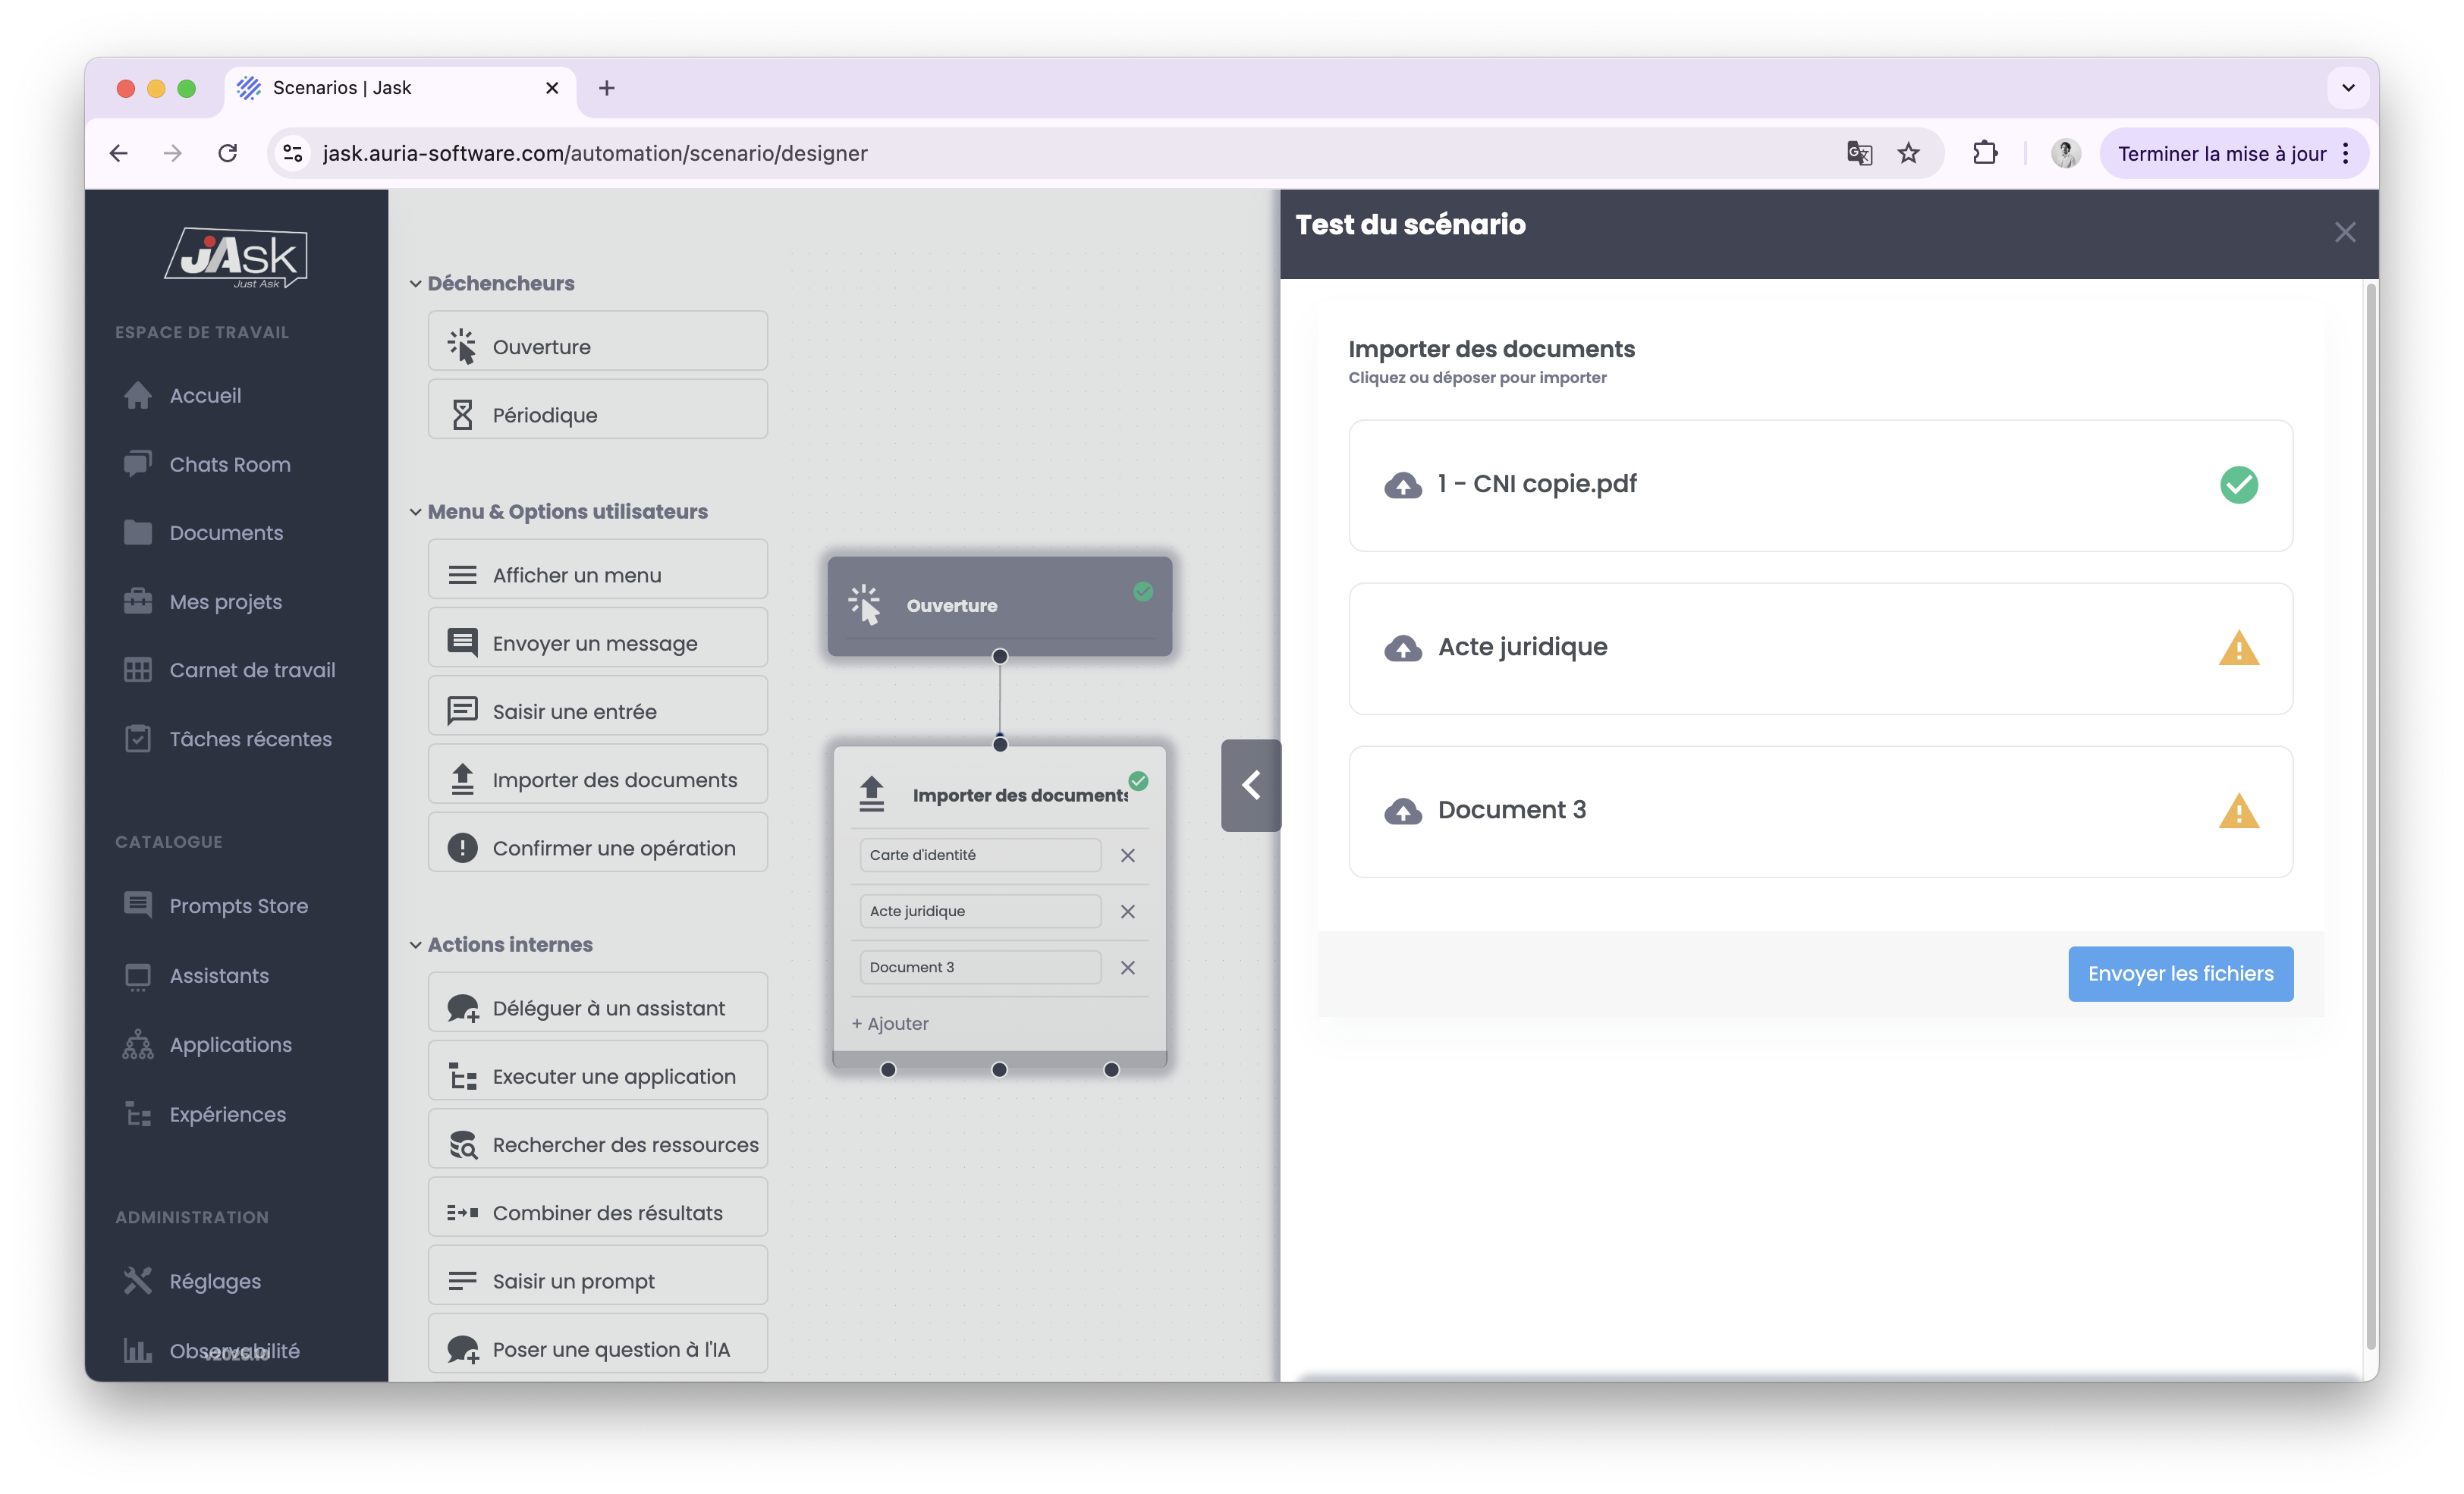 Scenarios | Jask
jask.auria-software.com/automation/scenario/designer
Terminer la mise à jour
jAsk
Just Ask
ESPACE DE TRAVAIL
Accueil
Chats Room
Documents
Mes projets
Carnet de travail
Tâches récentes
CATALOGUE
Prompts Store
Assistants
Applications
Expériences
ADMINISTRATION
Réglages
Observabilité
Déchencheurs
Ouverture
Périodique
Menu & Options utilisateurs
Afficher un menu
Envoyer un message
Saisir une entrée
Importer des documents
Confirmer une opération
Actions internes
Déléguer à un assistant
Executer une application
Rechercher des ressources
Combiner des résultats
Saisir un prompt
Poser une question à l'IA
Ouverture
Importer des documents
Carte d'identité
Acte juridique
Document 3
+ Ajouter
Test du scénario
Importer des documents
Cliquez ou déposer pour importer
1 - CNI copie.pdf
Acte juridique
Document 3
Envoyer les fichiers